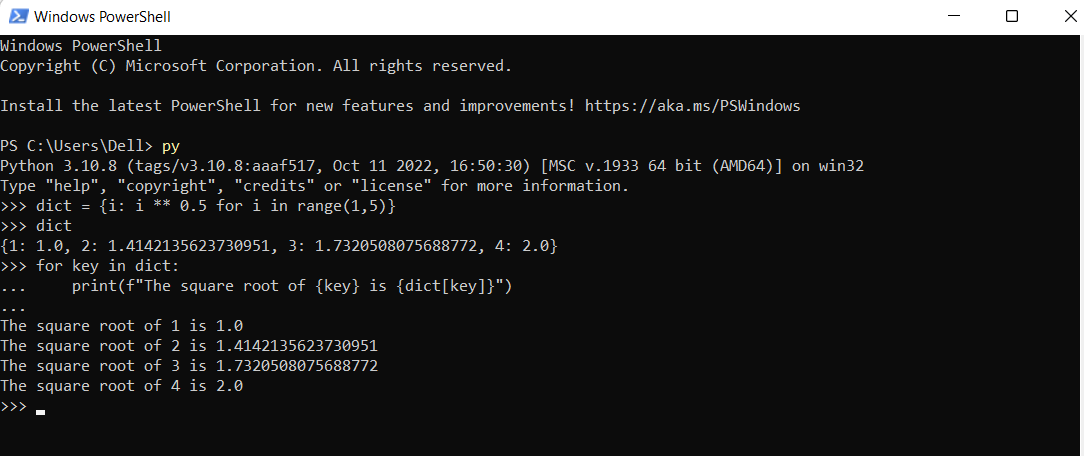 Windows PowerShell
Windows PowerShell
Copyright (C) Microsoft Corporation. All rights reserved.
Install the latest PowerShell for new features and improvements! https://aka.ms/PSWindows
PS C:\Users\Dell> py
Python 3.10.8 (tags/v3.10.8:aaaf517, Oct 11 2022, 16:50:30) [MSC v.1933 64 bit (AMD64)] on win32
Type "help", "copyright", "credits" or "license" for more information.
>>> dict = {i: i ** 0.5 for i in range(1,5)}
>>> dict
{1: 1.0, 2: 1.4142135623730951, 3: 1.7320508075688772, 4: 2.0}
>>> for key in dict:
...     print(f"The square root of {key} is {dict[key]}")
...
The square root of 1 is 1.0
The square root of 2 is 1.4142135623730951
The square root of 3 is 1.7320508075688772
The square root of 4 is 2.0
>>>